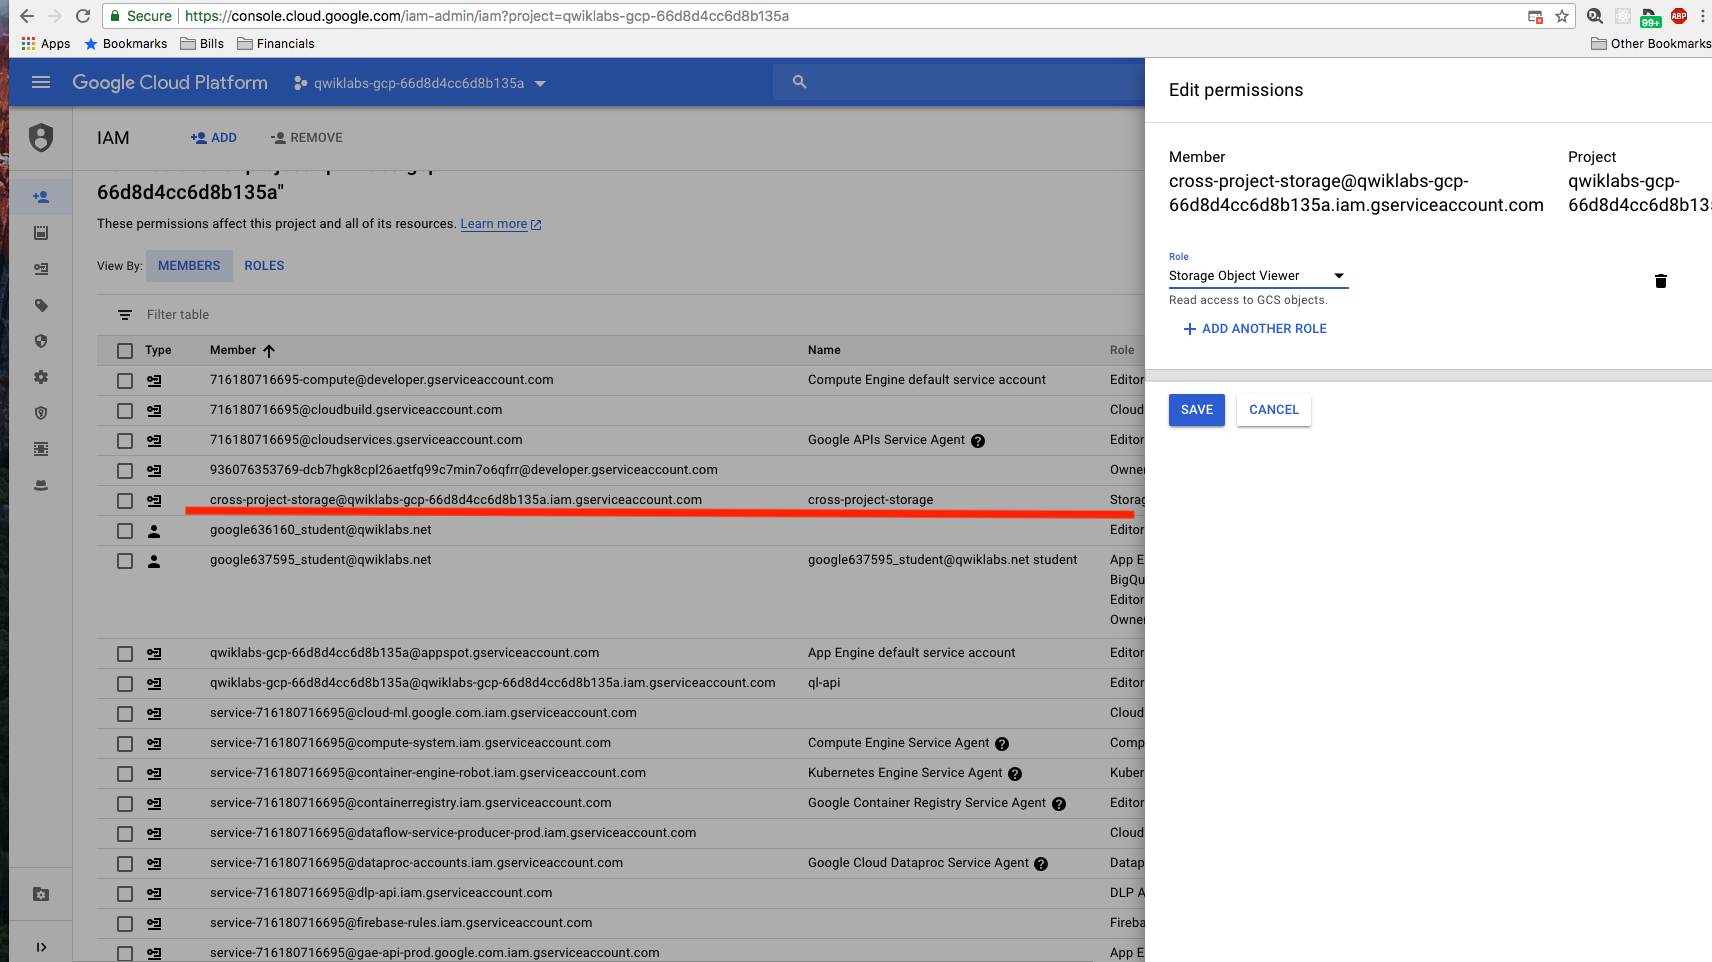 Secure https://console.cloud.google.com/iam-admin/iam?project=qwiklabs-gcp-66d8d4cc6d8b135a
99+ ABP
Apps Bookmarks Bills Financials Other Bookmarks
Google Cloud Platform qwiklabs-gcp-66d8d4cc6d8b135a
IAM ADD REMOVE
66d8d4cc6d8b135a"
These permissions affect this project and all of its resources. Learn more
View By: MEMBERS ROLES
Filter table
Type Member Name Role
716180716695-compute@developer.gserviceaccount.com Compute Engine default service account Editor
716180716695@cloudbuild.gserviceaccount.com Cloud
716180716695@cloudservices.gserviceaccount.com Google APIs Service Agent ? Editor
936076353769-dcb7hgk8cpl26aetfq99c7min7o6qfrr@developer.gserviceaccount.com Owne
cross-project-storage@qwiklabs-gcp-66d8d4cc6d8b135a.iam.gserviceaccount.com cross-project-storage Storag
google636160_student@qwiklabs.net Editor
google637595_student@qwiklabs.net google637595_student@qwiklabs.net student App E
BigQu
Editor
Owne
qwiklabs-gcp-66d8d4cc6d8b135a@appspot.gserviceaccount.com App Engine default service account Editor
qwiklabs-gcp-66d8d4cc6d8b135a@qwiklabs-gcp-66d8d4cc6d8b135a.iam.gserviceaccount.com ql-api Editor
service-716180716695@cloud-ml.google.com.iam.gserviceaccount.com Cloud
service-716180716695@compute-system.iam.gserviceaccount.com Compute Engine Service Agent ? Comp
service-716180716695@container-engine-robot.iam.gserviceaccount.com Kubernetes Engine Service Agent ? Kuber
service-716180716695@containerregistry.iam.gserviceaccount.com Google Container Registry Service Agent ? Editor
service-716180716695@dataflow-service-producer-prod.iam.gserviceaccount.com Cloud
service-716180716695@dataproc-accounts.iam.gserviceaccount.com Google Cloud Dataproc Service Agent ? Datap
service-716180716695@dlp-api.iam.gserviceaccount.com DLP A
service-716180716695@firebase-rules.iam.gserviceaccount.com Fireba
service-716180716695@gae-api-prod.google.com.iam.gserviceaccount.com App E
Edit permissions
Member Project
cross-project-storage@qwiklabs-gcp- qwiklabs-gcp-
66d8d4cc6d8b135a.iam.gserviceaccount.com 66d8d4cc6d8b13
Role
Storage Object Viewer
Read access to GCS objects.
ADD ANOTHER ROLE
SAVE CANCEL